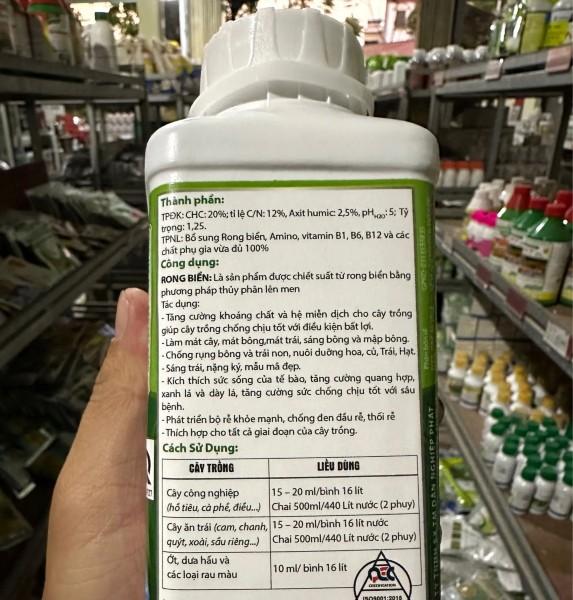 Thành phần:
TPĐK: CHC: 20%; tỉ lệ C/N: 12%, Axit humic: 2,5%, pHH2O: 5; Tỷ
trọng: 1,25.
TPNL: Bổ sung Rong biển, Amino, vitamin B1, B6, B12 và các
chất phụ gia vừa đủ 100%
Công dụng:
RONG BIỂN: Là sản phẩm được chiết suất từ rong biển bằng
phương pháp thủy phân lên men
Tác dụng:
- Tăng cường khoáng chất và hệ miễn dịch cho cây trồng
giúp cây trồng chống chịu tốt với điều kiện bất lợi.
-Làm mát cây, mát bông,mát trái, sáng bông và mập bông.
- Chống rụng bông và trái non, nuôi dưỡng hoa, củ, Trái, Hạt.
-Sáng trái, nặng ký, mẫu mã đẹp.
- Kích thích sức sống của tế bào, tăng cường quang hợp,
xanh lá và dày lá, tăng cường sức chống chịu tốt với sâu
bệnh.
- Phát triển bộ rễ khỏe mạnh, chống đen đầu rễ, thối rễ
-Thích hợp cho tất cả giai đoạn của cây trồng.
Cách Sử Dụng:
CÂY TRỒNG LIỀU DÙNG
Cây công nghiệp 15 – 20 ml/bình 16 lít
(hồ tiêu, cà phê, điều...) Chai 500ml/440 Lít nước (2 phuy)
Cây ăn trái (cam, chanh, 15 – 20 ml/bình 16 lít nước
quýt, xoài, sầu riêng...) Chai 500ml/440 Lít nước (2 phuy)
Ớt, dưa hấu và
các loại rau màu 10 ml/ bình 16 lít
CERTIFICATION
ISO9001:2015